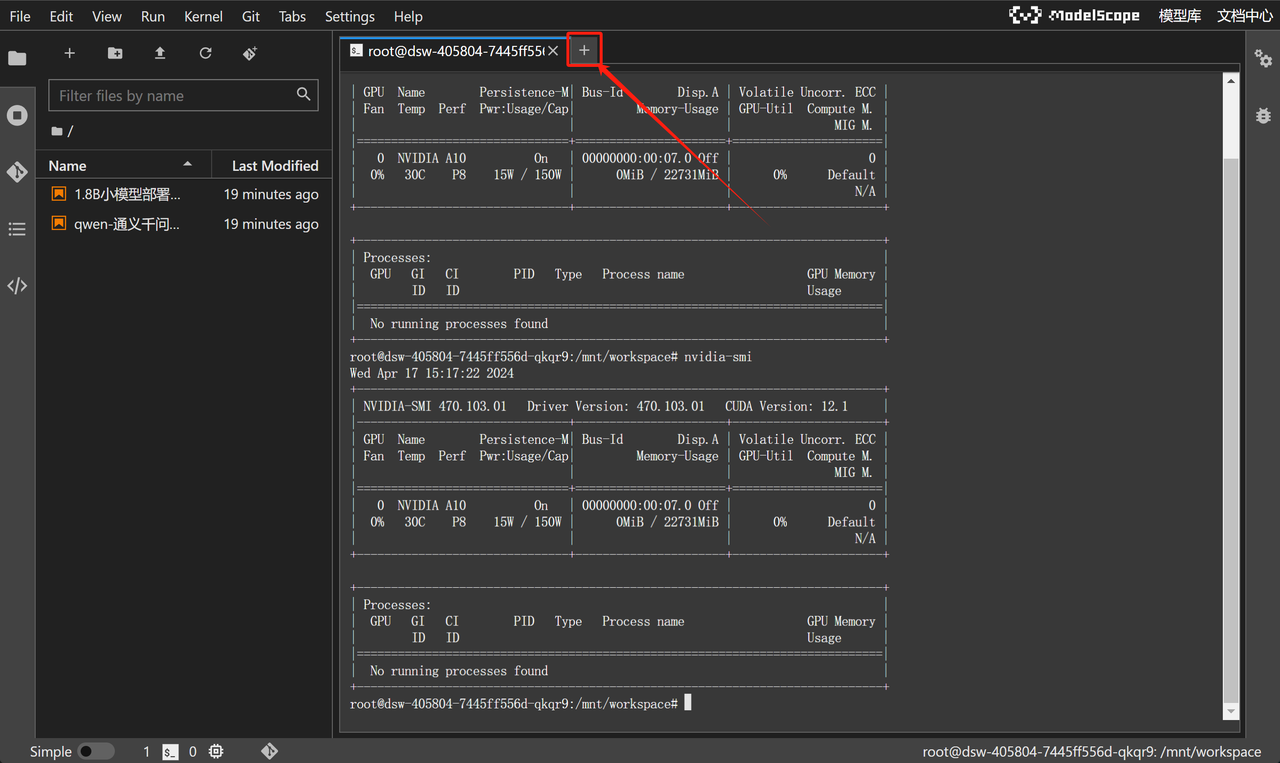 File Edit View Run Kernel Git Tabs Settings Help
ModelScope 模型库 文档中心
root@dsw-405804-7445ff556
Filter files by name
/
Name Last Modified
1.8B小模型部署... 19 minutes ago
qwen-通义千问... 19 minutes ago
GPU Name Persistence-M| Bus-Id Disp.A | Volatile Uncorr. ECC
Fan Temp Perf Pwr:Usage/Cap| Memory-Usage | GPU-Util Compute M.
MIG M.
0 NVIDIA A10 On | 00000000:00:07.0 Off | 0
0% 30C P8 15W / 150W | 0MiB / 22731MiB | 0% Default
N/A
Processes:
GPU GI CI PID Type Process name GPU Memory
ID ID Usage
No running processes found
root@dsw-405804-7445ff556d-qkqr9:/mnt/workspace# nvidia-smi
Wed Apr 17 15:17:22 2024
NVIDIA-SMI 470.103.01 Driver Version: 470.103.01 CUDA Version: 12.1
GPU Name Persistence-M| Bus-Id Disp.A | Volatile Uncorr. ECC
Fan Temp Perf Pwr:Usage/Cap| Memory-Usage | GPU-Util Compute M.
MIG M.
0 NVIDIA A10 On | 00000000:00:07.0 Off | 0
0% 30C P8 15W / 150W | 0MiB / 22731MiB | 0% Default
N/A
Processes:
GPU GI CI PID Type Process name GPU Memory
ID ID Usage
No running processes found
root@dsw-405804-7445ff556d-qkqr9:/mnt/workspace#
Simple 1 0 root@dsw-405804-7445ff556d-qkqr9: /mnt/workspace